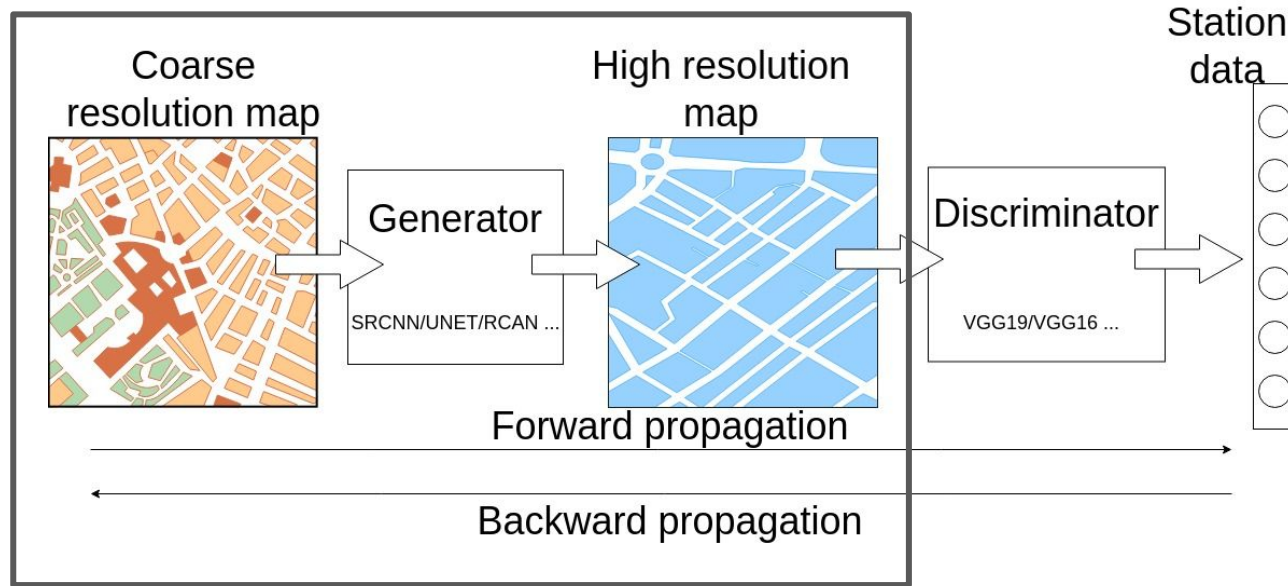 Coarse
resolution map
High resolution
map
Station
data
Generator
SRCNN/UNET/RCAN ...
Discriminator
VGG19/VGG16 ...
Forward propagation
Backward propagation